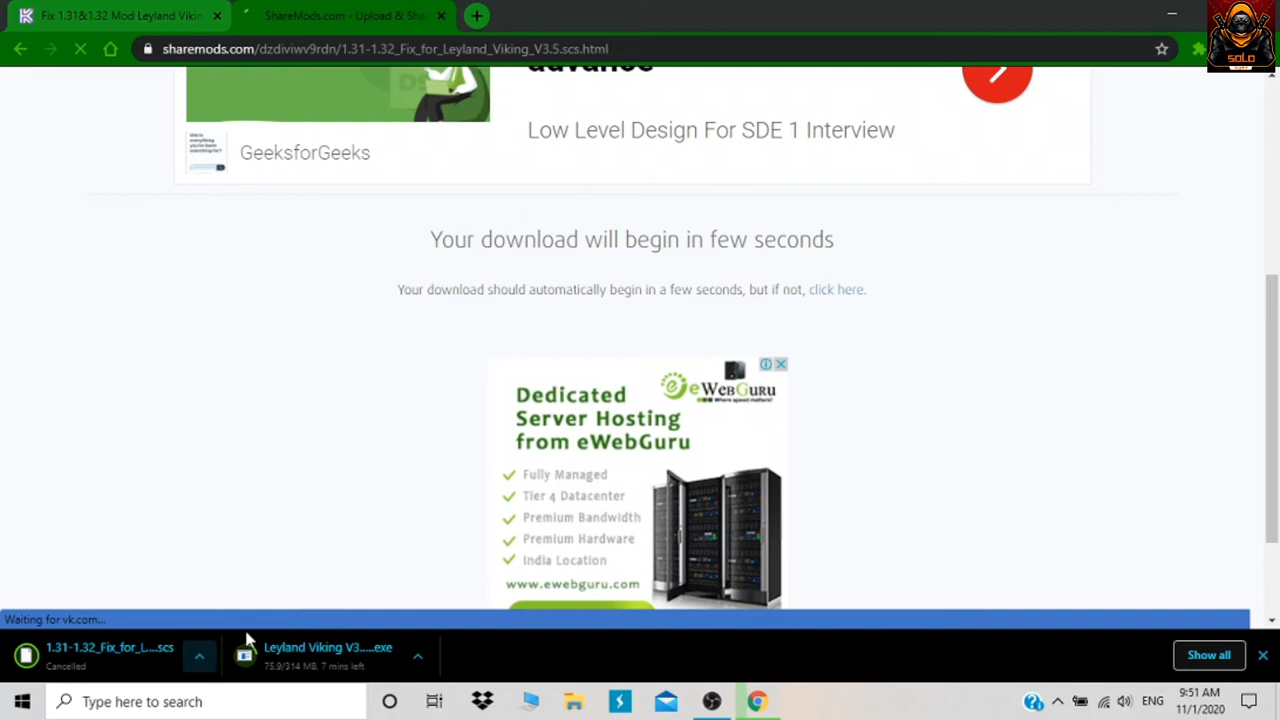 Fix 1.31&1.32 Mod Leyland Vikin
ShareMods.com - Upload & Sha
sharemods.com/dzdiviwv9rdn/1.31-1.32_Fix_for_Leyland_Viking_V3.5.scs.html
SOLO
advance
Low Level Design For SDE 1 Interview
GeeksforGeeks
Your download will begin in few seconds
Your download should automatically begin in a few seconds, but if not, click here.
eWebGuru
Dedicated
Server Hosting
from eWebGuru
Fully Managed
Tier 4 Datacenter
Premium Bandwidth
Premium Hardware
India Location
www.ewebguru.com
Waiting for vk.com...
1.31-1.32_Fix_for_L....scs
Cancelled
Leyland Viking V3.....exe
75.9/314 MB, 7 mins left
Show all
Type here to search
ENG
9:51 AM
11/1/2020